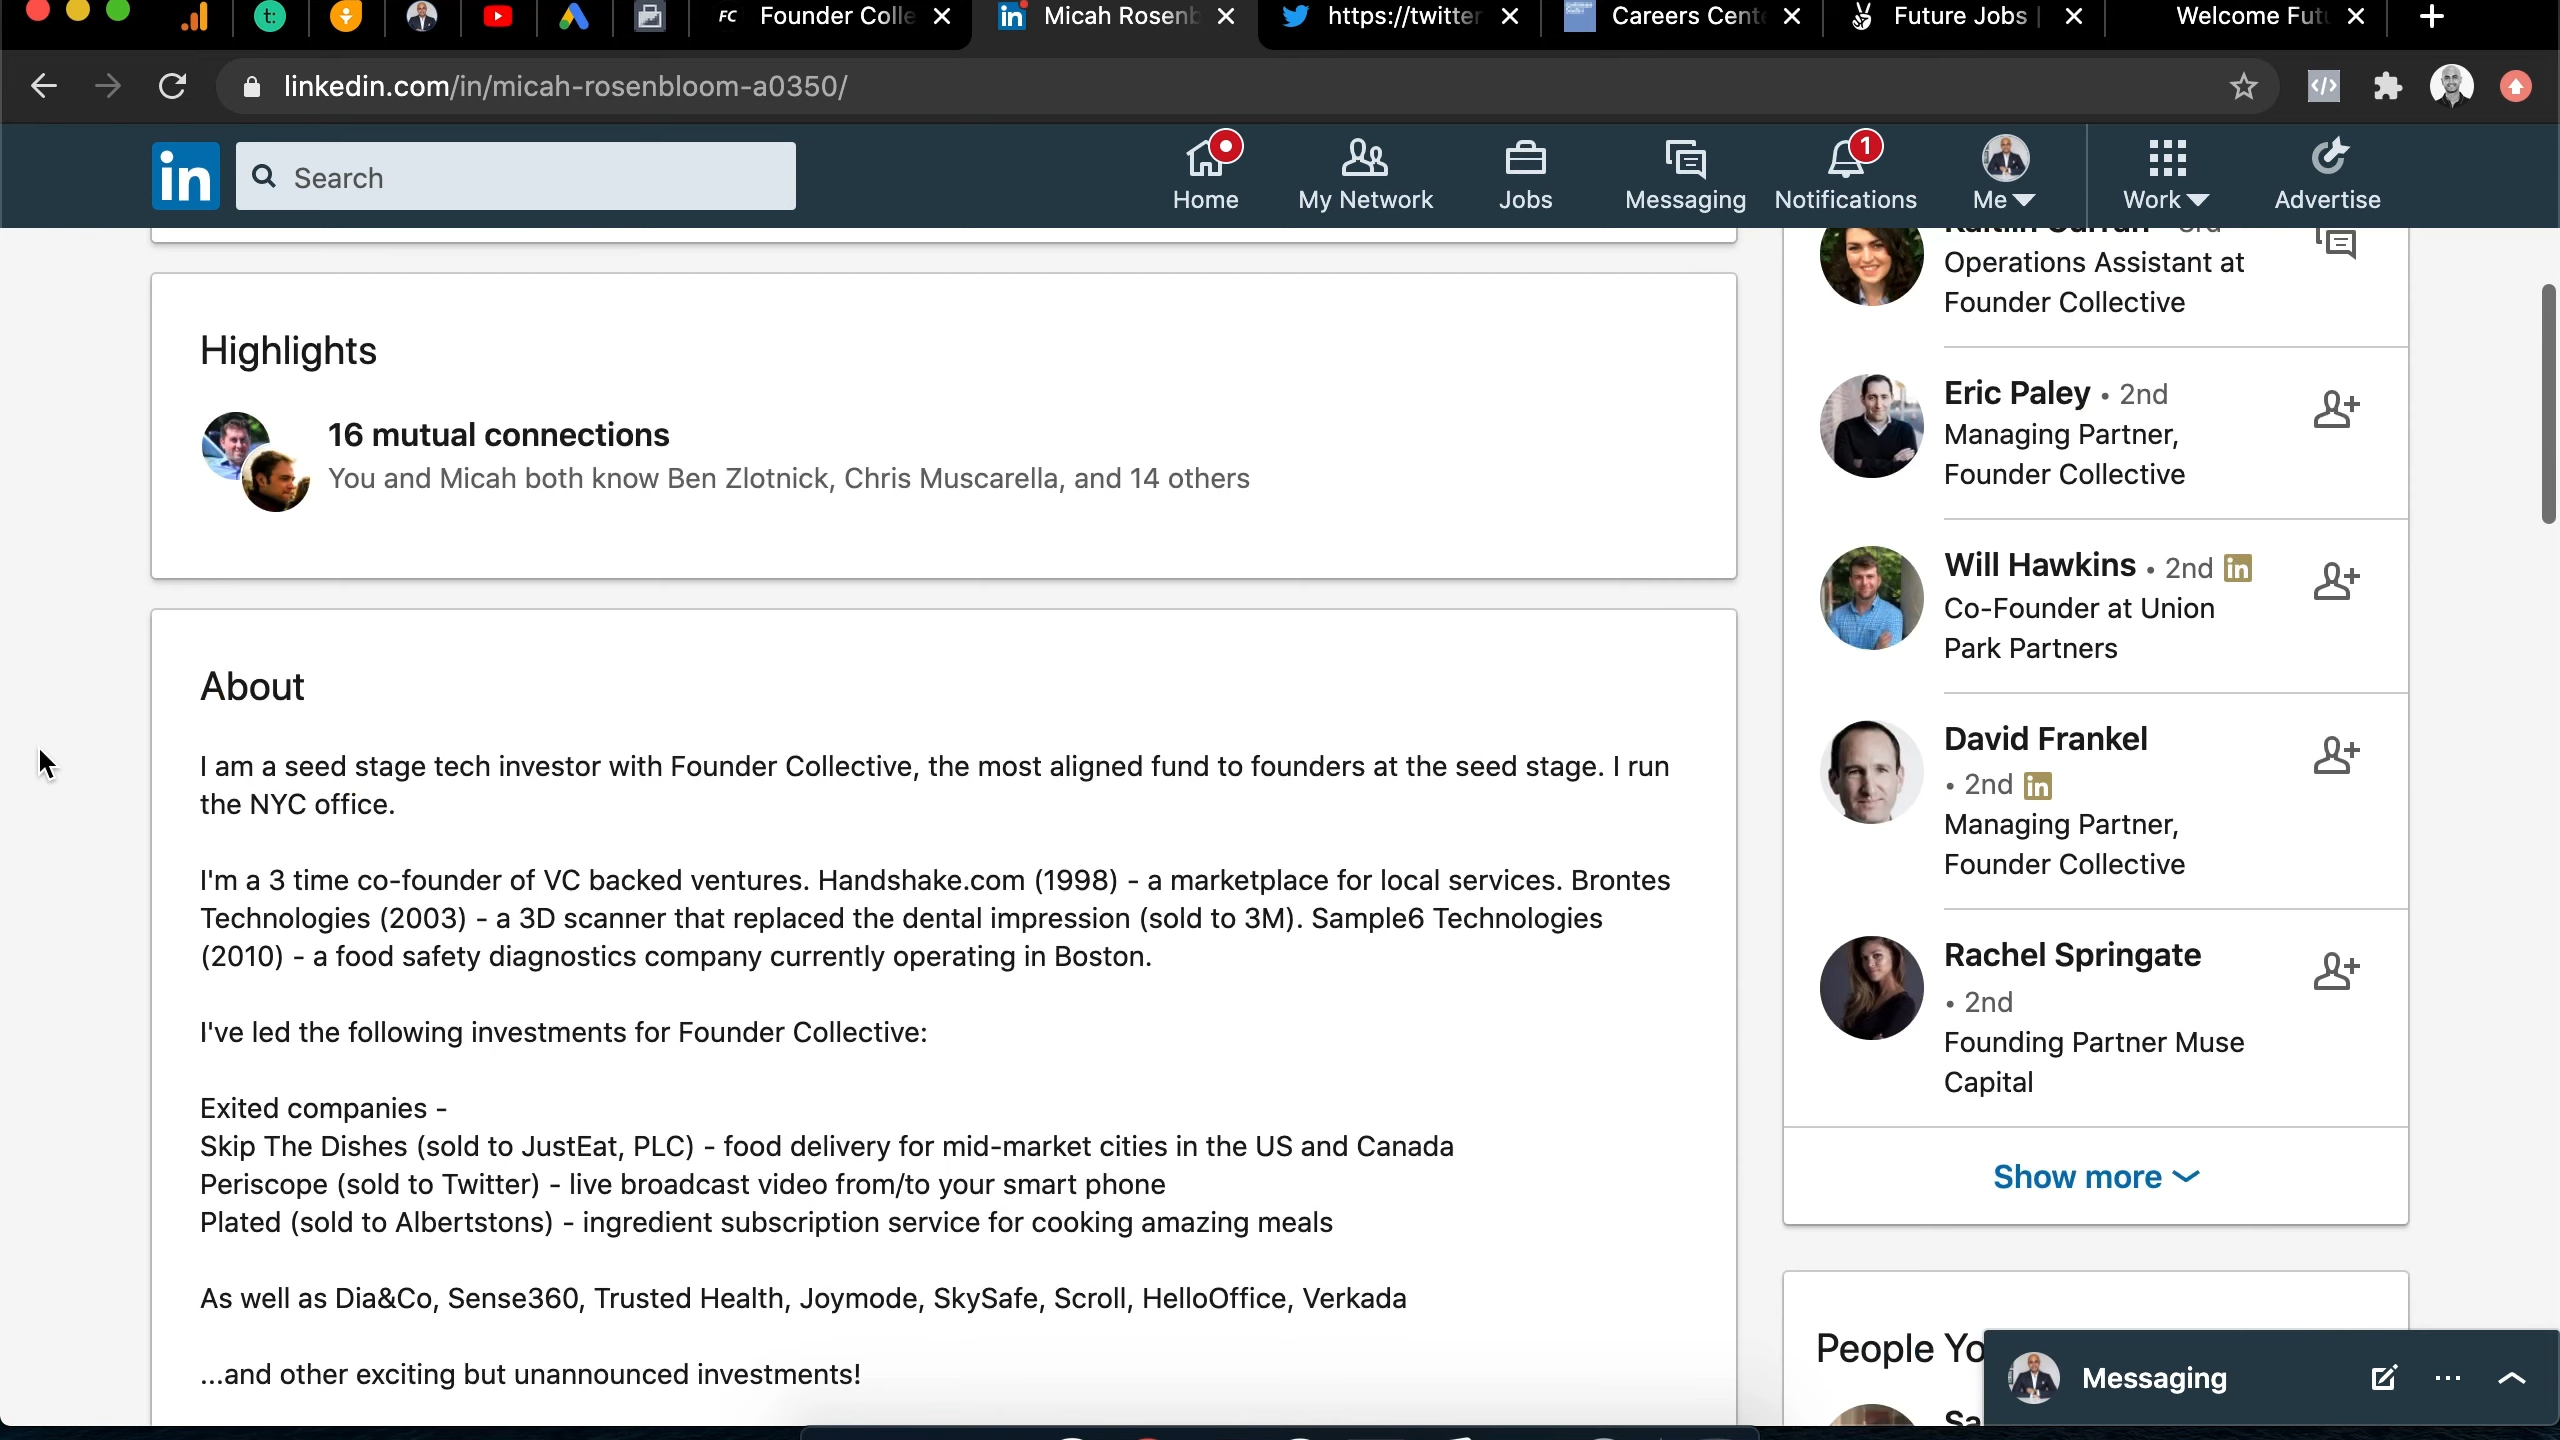 FC Founder Colle
in Micah Rosenb
https://twitter
Careers Cente
Future Jobs |
Welcome Futu
linkedin.com/in/micah-rosenbloom-a0350/
in
Search
Home
My Network
Jobs
Messaging
1
Notifications
Me
Work
Advertise
Highlights
16 mutual connections
You and Micah both know Ben Zlotnick, Chris Muscarella, and 14 others
About
I am a seed stage tech investor with Founder Collective, the most aligned fund to founders at the seed stage. I run
the NYC office.
I'm a 3 time co-founder of VC backed ventures. Handshake.com (1998) - a marketplace for local services. Brontes
Technologies (2003) - a 3D scanner that replaced the dental impression (sold to 3M). Sample6 Technologies
(2010) - a food safety diagnostics company currently operating in Boston.
I've led the following investments for Founder Collective:
Exited companies -
Skip The Dishes (sold to JustEat, PLC) - food delivery for mid-market cities in the US and Canada
Periscope (sold to Twitter) - live broadcast video from/to your smart phone
Plated (sold to Albertstons) - ingredient subscription service for cooking amazing meals
As well as Dia&Co, Sense360, Trusted Health, Joymode, SkySafe, Scroll, HelloOffice, Verkada
...and other exciting but unannounced investments!
Operations Assistant at
Founder Collective
Eric Paley • 2nd
Managing Partner,
Founder Collective
Will Hawkins • 2nd in
Co-Founder at Union
Park Partners
David Frankel
• 2nd in
Managing Partner,
Founder Collective
Rachel Springate
• 2nd
Founding Partner Muse
Capital
Show more
People Yo
Messaging
Sa